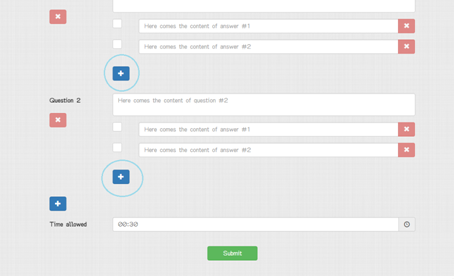 Here comes the content of answer #1
Here comes the content of answer #2
Question 2
Here comes the content of question #2
Here comes the content of answer #1
Here comes the content of answer #2
Time allowed
00:30
Submit